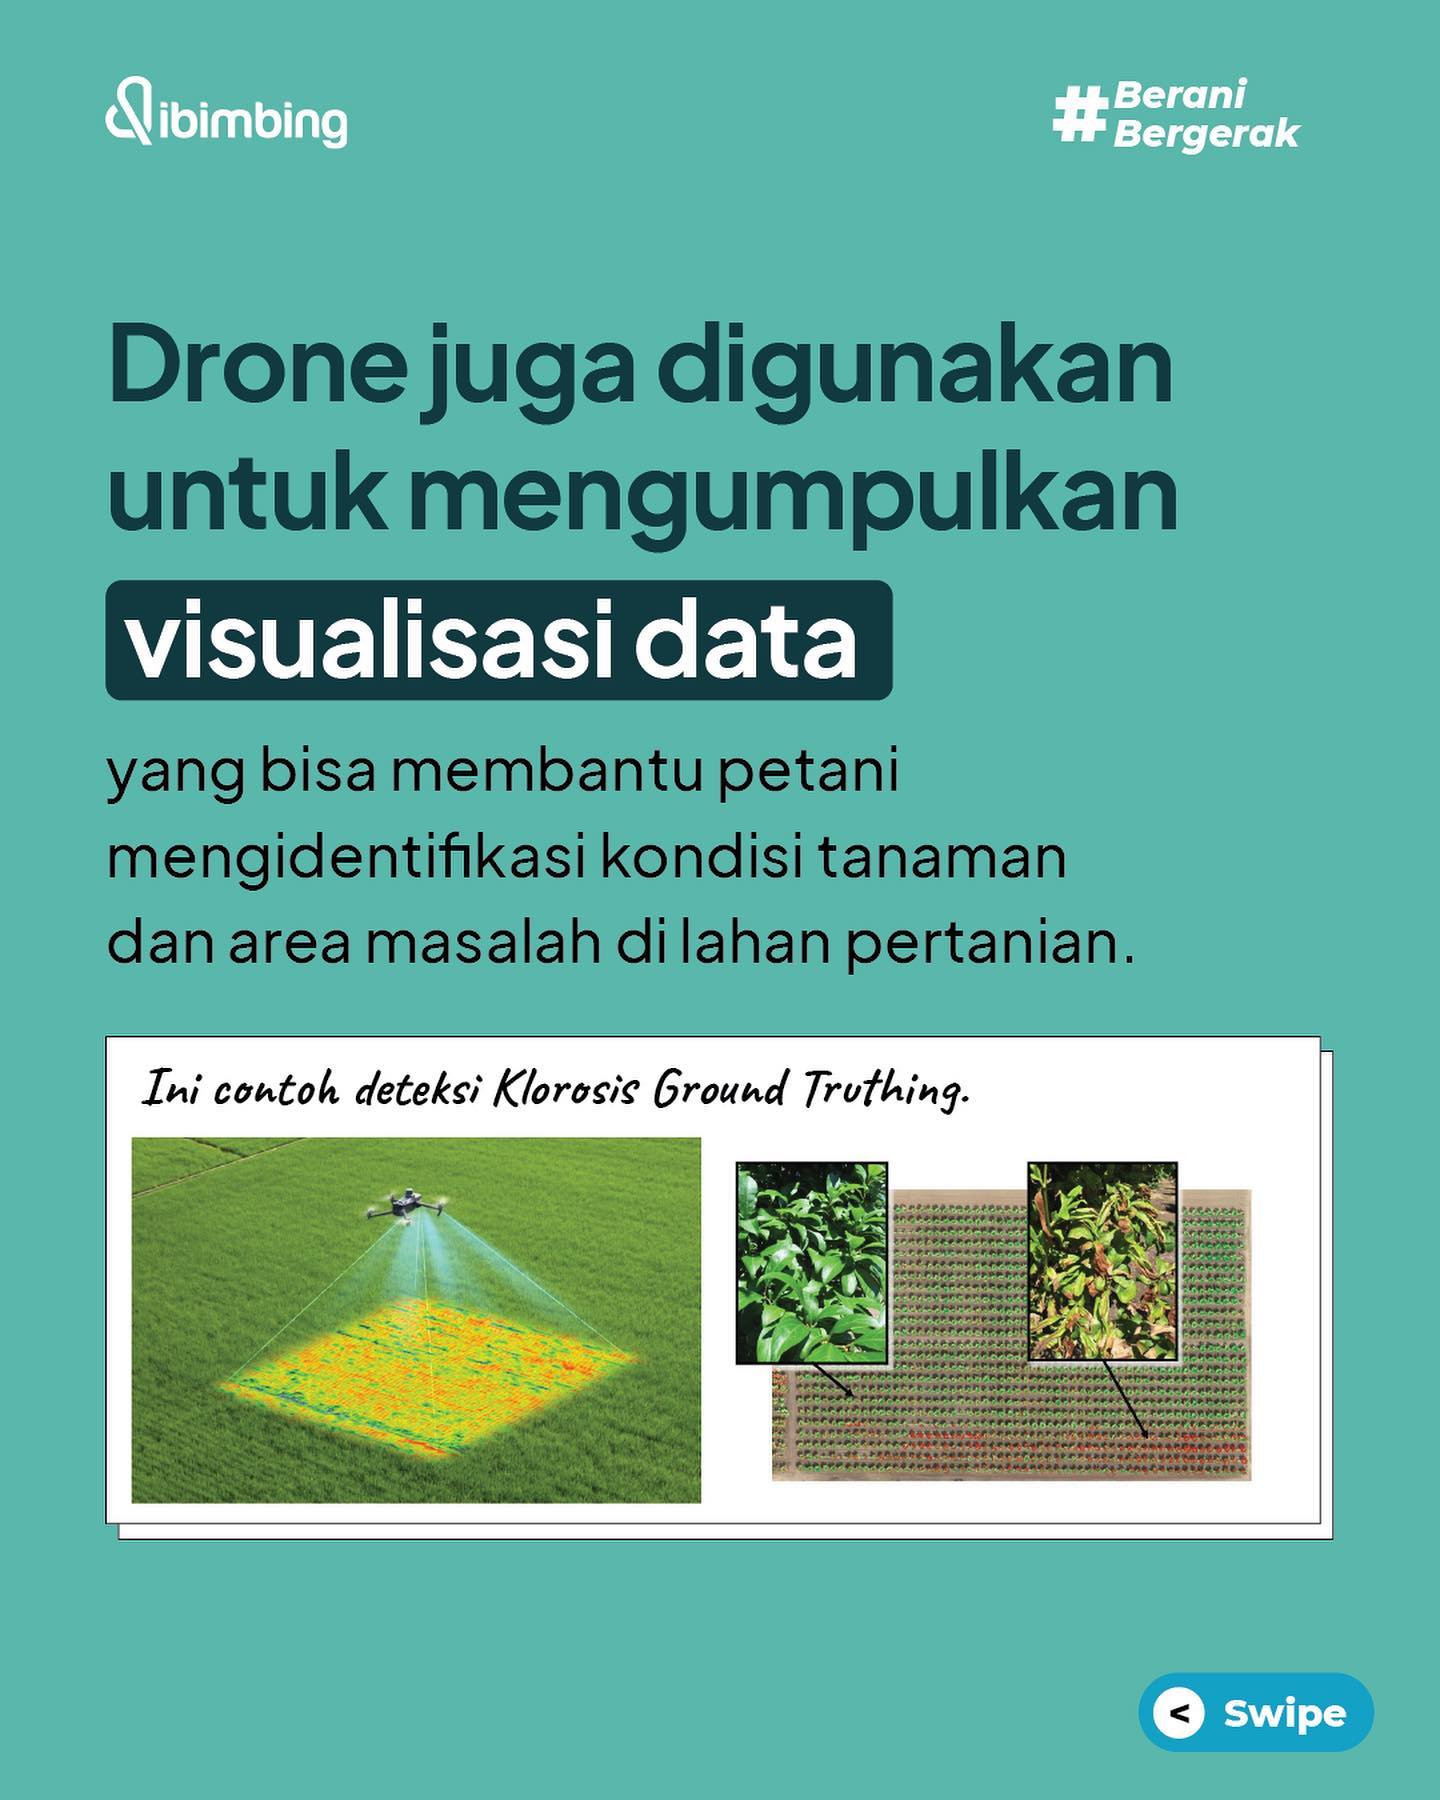 ibimbing
#Berani
Bergerak
Drone juga digunakan
untuk mengumpulkan
visualisasi data
yang bisa membantu petani
mengidentifikasi kondisi tanaman
dan area masalah di lahan pertanian.
Ini contoh deteksi Klorosis Ground Truthing.
< Swipe